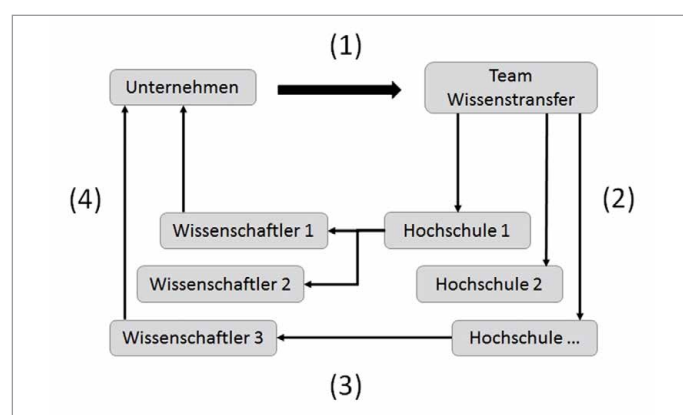 (1)
Unternehmen
Team
Wissenstransfer
(4)
(2)
Wissenschaftler 1
Hochschule 1
Wissenschaftler 2
Hochschule 2
Wissenschaftler 3
Hochschule ...
(3)